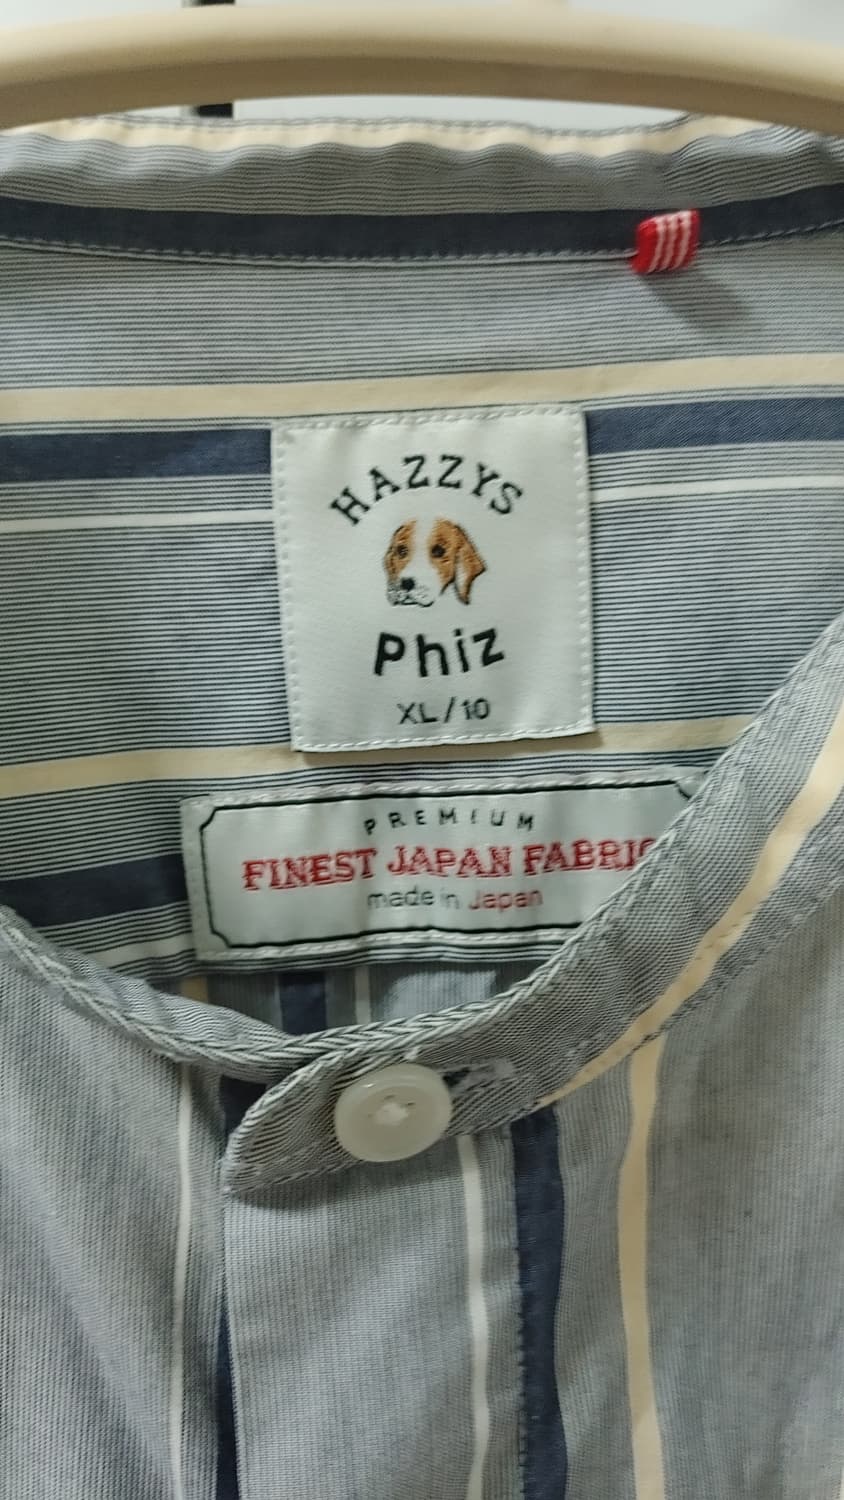 HAZZYS
Phiz
XL/10
PREMIUM
FINEST JAPAN FABRIC
made in Japan